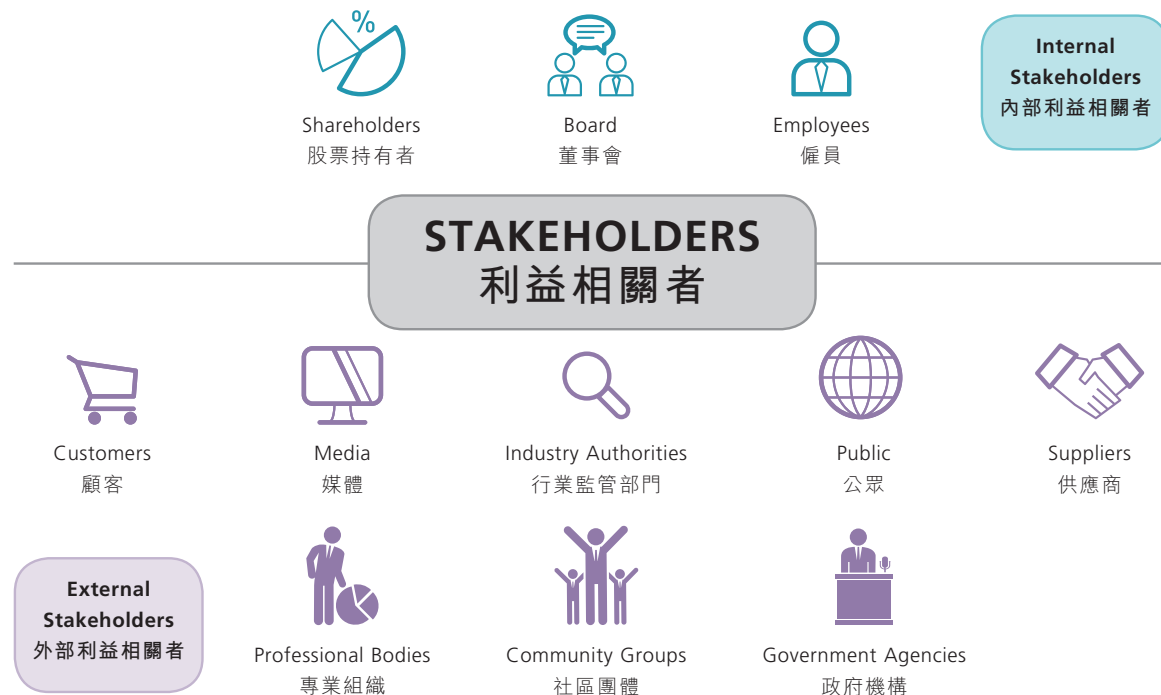 %
Shareholders
股票持有者
Board
董事會
Employees
僱員
Internal
Stakeholders
內部利益相關者
STAKEHOLDERS
利益相關者
Customers
顧客
Media
媒體
Industry Authorities
行業監管部門
Public
公眾
Suppliers
供應商
External
Stakeholders
外部利益相關者
Professional Bodies
專業組織
Community Groups
社區團體
Government Agencies
政府機構